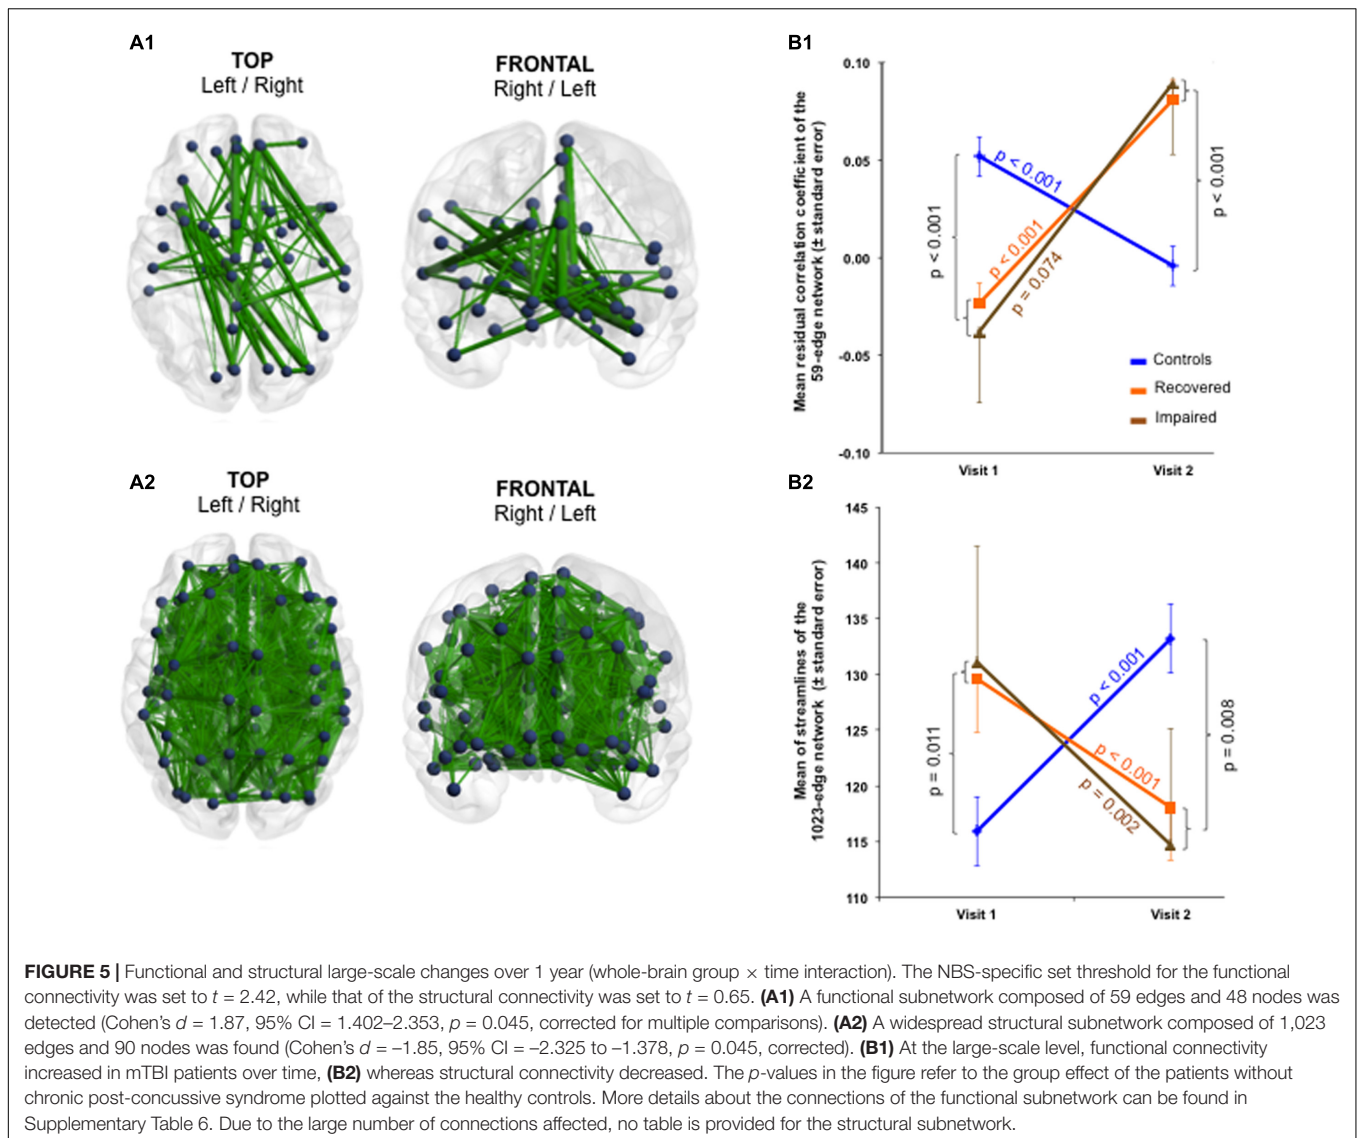 A1
TOP
Left / Right
FRONTAL
Right / Left
B1
Mean residual correlation coefficient of the
59-edge network (± standard error)
0.10
0.05
0.00
-0.05
-0.10
p < 0.001
p < 0.001
p < 0.001
p = 0.074
p < 0.001
Controls
Recovered
Impaired
Visit 1
Visit 2
A2
TOP
Left / Right
FRONTAL
Right / Left
B2
Mean of streamlines of the
1023-edge network (± standard error)
145
140
135
130
125
120
115
110
p = 0.011
p < 0.001
p < 0.001
p = 0.002
p = 0.008
Visit 1
Visit 2
FIGURE 5 | Functional and structural large-scale changes over 1 year (whole-brain group × time interaction). The NBS-specific set threshold for the functional
connectivity was set to t = 2.42, while that of the structural connectivity was set to t = 0.65. (A1) A functional subnetwork composed of 59 edges and 48 nodes was
detected (Cohen's d = 1.87, 95% CI = 1.402–2.353, p = 0.045, corrected for multiple comparisons). (A2) A widespread structural subnetwork composed of 1,023
edges and 90 nodes was found (Cohen's d = –1.85, 95% CI = –2.325 to –1.378, p = 0.045, corrected). (B1) At the large-scale level, functional connectivity
increased in mTBI patients over time, (B2) whereas structural connectivity decreased. The p-values in the figure refer to the group effect of the patients without
chronic post-concussive syndrome plotted against the healthy controls. More details about the connections of the functional subnetwork can be found in
Supplementary Table 6. Due to the large number of connections affected, no table is provided for the structural subnetwork.